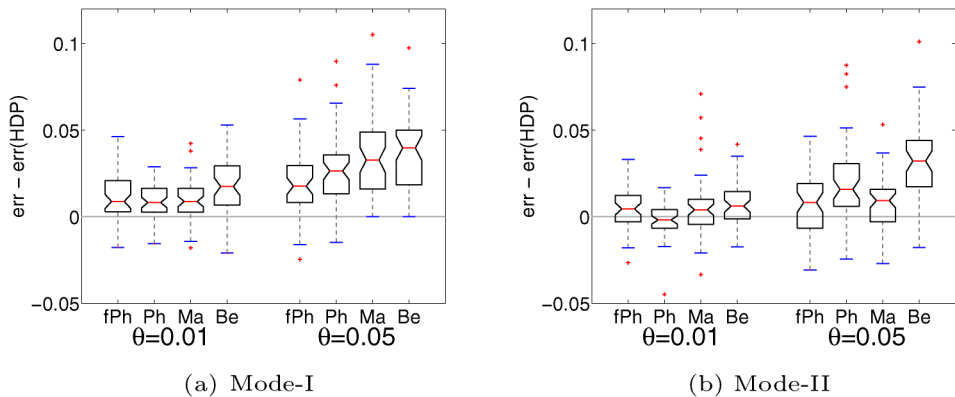 0.1
0.05
0
−0.05
err − err(HDP)
fPh Ph Ma Be fPh Ph Ma Be
θ=0.01 θ=0.05
(a) Mode-I
0.1
0.05
0
−0.05
err − err(HDP)
fPh Ph Ma Be fPh Ph Ma Be
θ=0.01 θ=0.05
(b) Mode-II